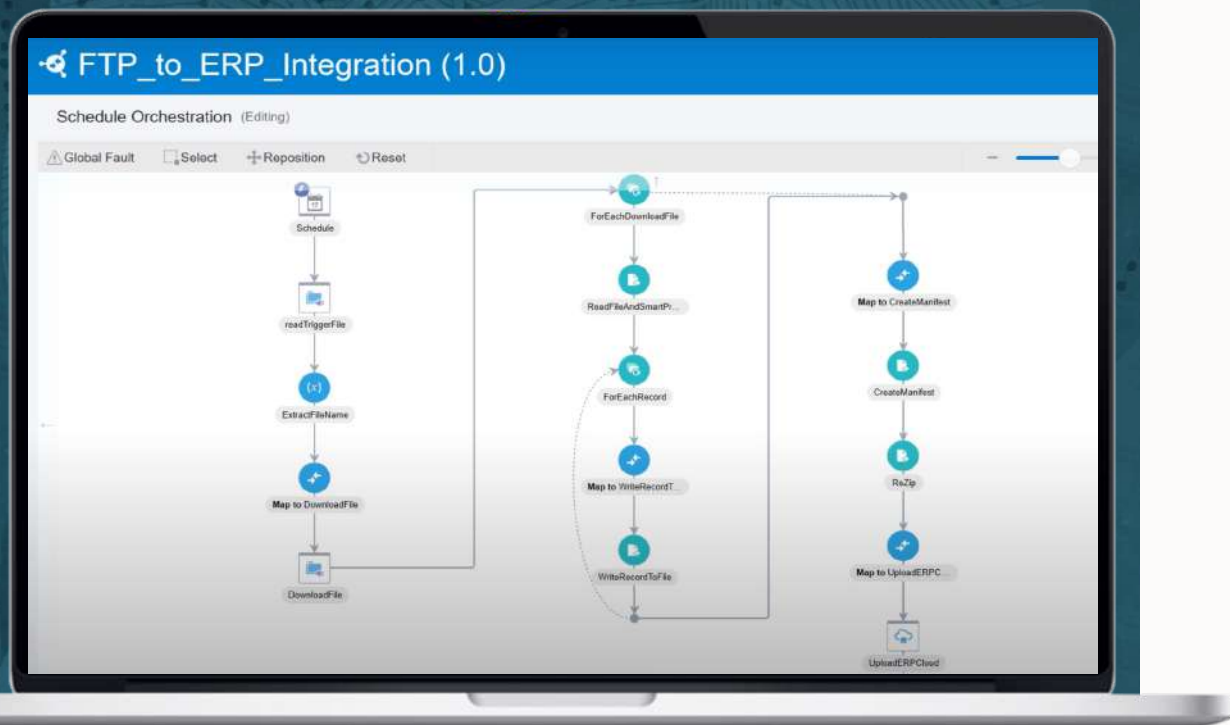 FTP_to_ERP_Integration (1.0)
Schedule Orchestration (Editing)
Global Fault Select Reposition Reset
Schedule
readTriggerFile
ExtractFileName
Map to DownloadFile
DownloadFile
ForEachDownloadFile
ReadFileAndSmartPr...
ForEachRecord
Map to WriteRecordT...
WriteRecordToFile
Map to CreateManifest
CreateManifest
ReZip
Map to UploadERPC...
UploadERPCloud